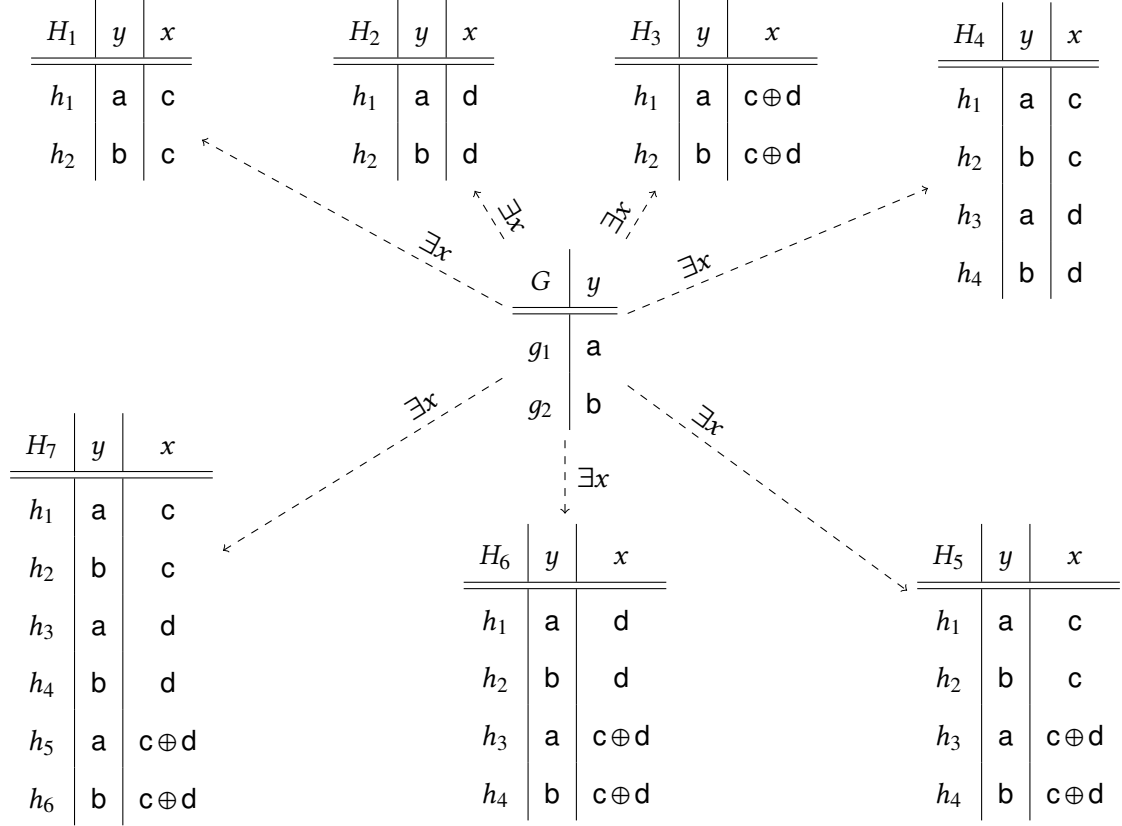 H₁ y x
h₁ a c
h₂ b c
H₂ y x
h₁ a d
h₂ b d
H₃ y x
h₁ a c⊕d
h₂ b c⊕d
H₄ y x
h₁ a c
h₂ b c
h₃ a d
h₄ b d
∃x
∃x
∃x
∃x
G y
g₁ a
g₂ b
∃x
∃x
∃x
H₇ y x
h₁ a c
h₂ b c
h₃ a d
h₄ b d
h₅ a c⊕d
h₆ b c⊕d
H₆ y x
h₁ a d
h₂ b d
h₃ a c⊕d
h₄ b c⊕d
H₅ y x
h₁ a c
h₂ b c
h₃ a c⊕d
h₄ b c⊕d